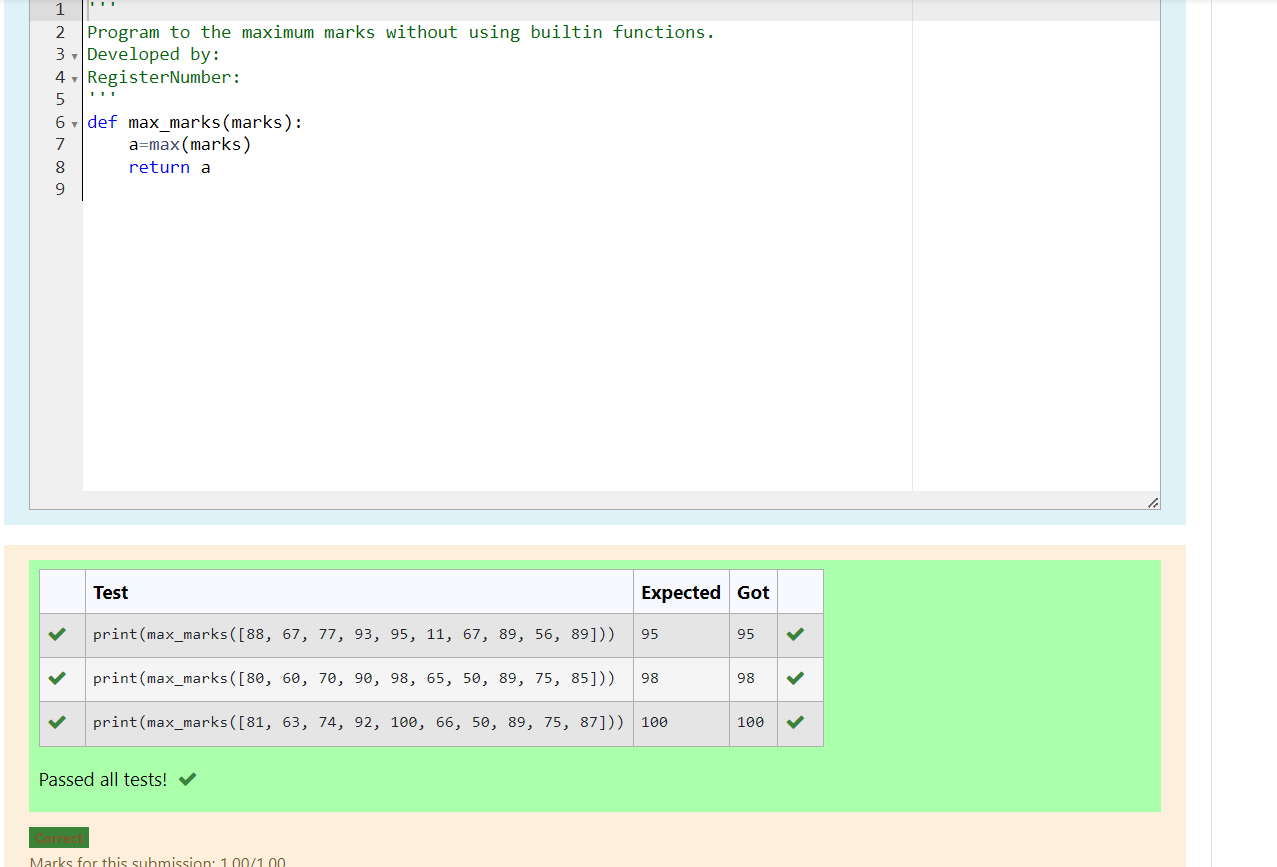 1 '''
2 Program to the maximum marks without using builtin functions.
3 Developed by:
4 RegisterNumber:
5 '''
6 def max_marks(marks):
7     a=max(marks)
8     return a
9
Test Expected Got
print(max_marks([88, 67, 77, 93, 95, 11, 67, 89, 56, 89])) 95 95
print(max_marks([80, 60, 70, 90, 98, 65, 50, 89, 75, 85])) 98 98
print(max_marks([81, 63, 74, 92, 100, 66, 50, 89, 75, 87])) 100 100
Passed all tests!
Correct
Marks for this submission: 1.00/1.00